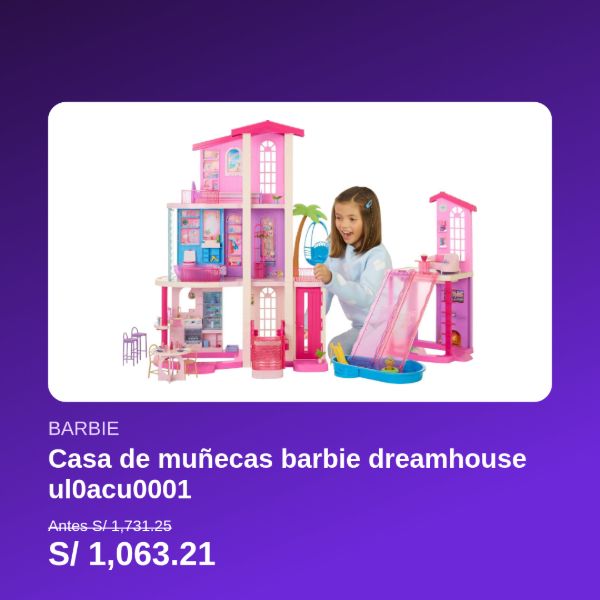 BARBIE
Casa de muñecas barbie dreamhouse
ul0acu0001
Antes S/ 1,731.25
S/ 1,063.21